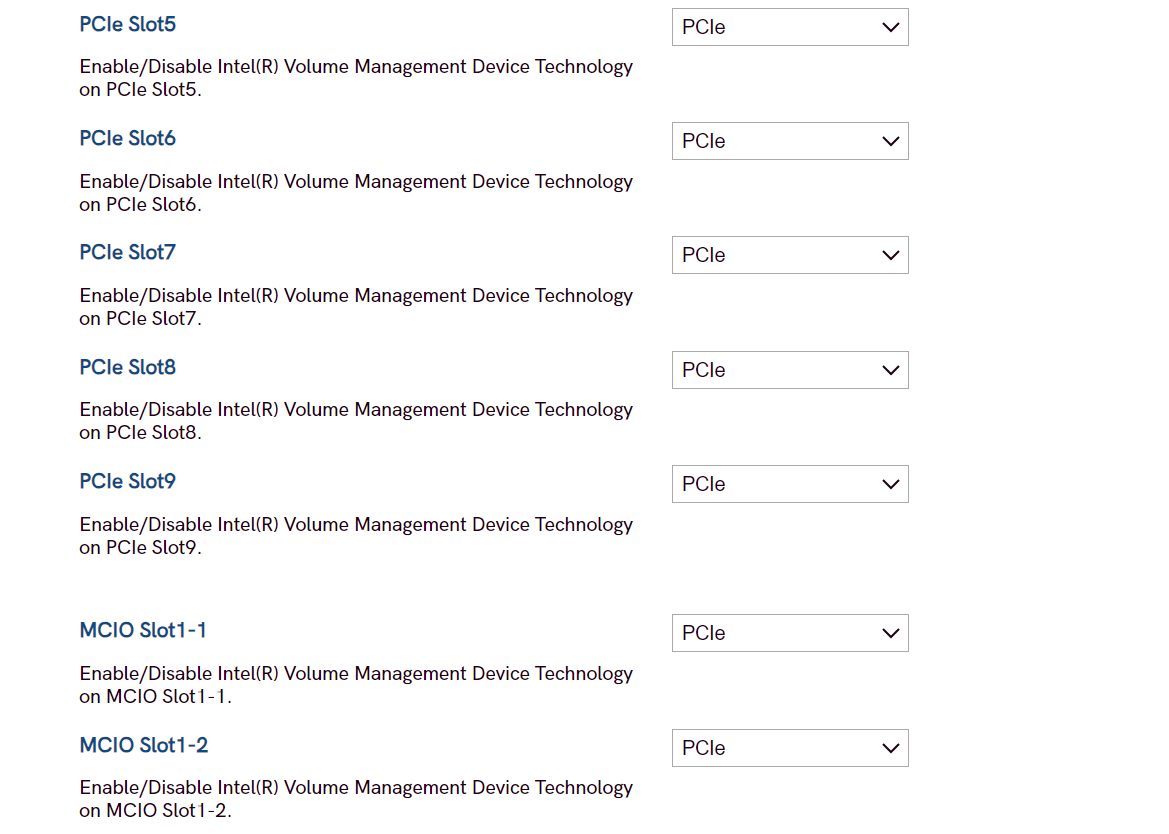 PCIe Slot5
PCIe
Enable/Disable Intel(R) Volume Management Device Technology
on PCIe Slot5.
PCIe Slot6
PCIe
Enable/Disable Intel(R) Volume Management Device Technology
on PCIe Slot6.
PCIe Slot7
PCIe
Enable/Disable Intel(R) Volume Management Device Technology
on PCIe Slot7.
PCIe Slot8
PCIe
Enable/Disable Intel(R) Volume Management Device Technology
on PCIe Slot8.
PCIe Slot9
PCIe
Enable/Disable Intel(R) Volume Management Device Technology
on PCIe Slot9.
MCIO Slot1-1
PCIe
Enable/Disable Intel(R) Volume Management Device Technology
on MCIO Slot1-1.
MCIO Slot1-2
PCIe
Enable/Disable Intel(R) Volume Management Device Technology
on MCIO Slot1-2.